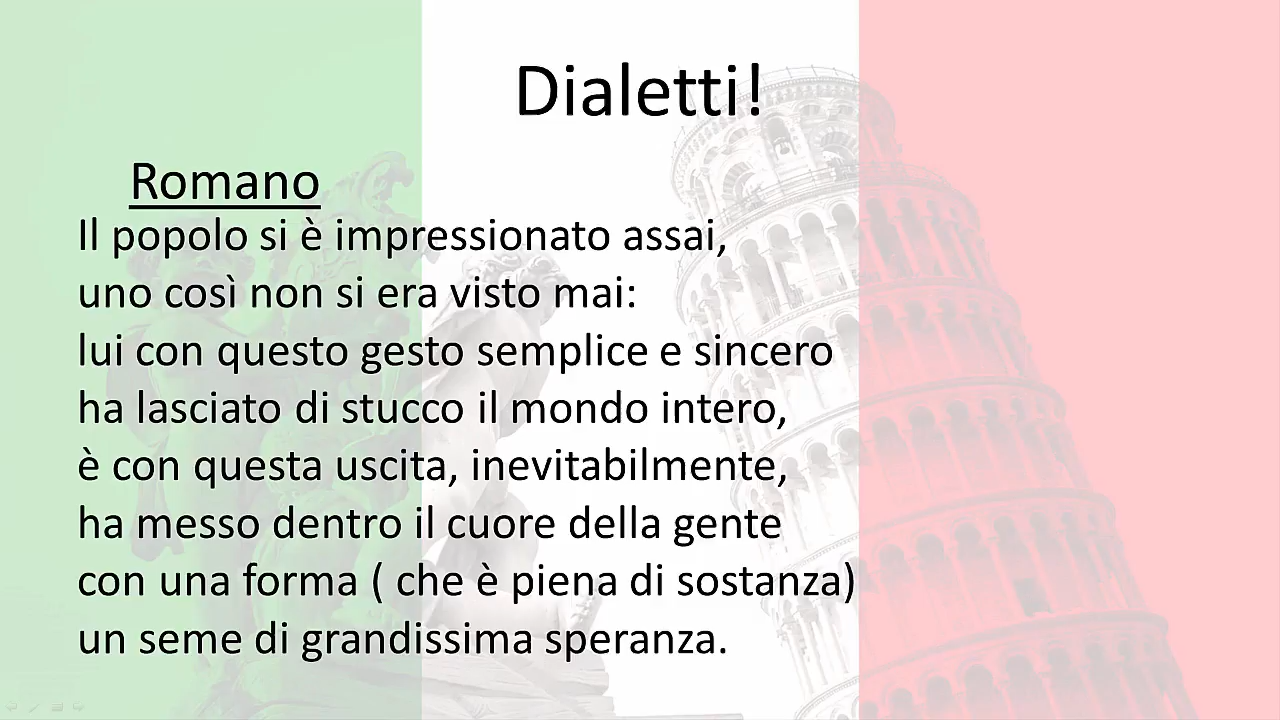 Dialetti!
Romano
Il popolo si è impressionato assai,
uno così non si era visto mai:
lui con questo gesto semplice e sincero
ha lasciato di stucco il mondo intero,
è con questa uscita, inevitabilmente,
ha messo dentro il cuore della gente
con una forma ( che è piena di sostanza)
un seme di grandissima speranza.